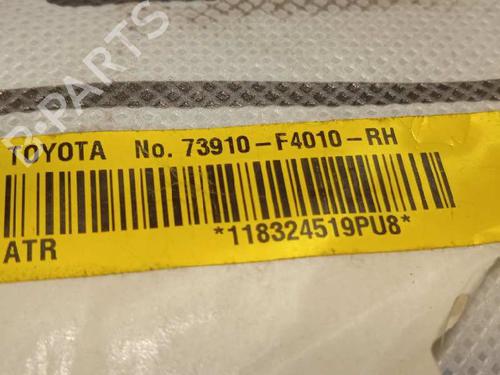 B-PARTS
TOYOTA No. 73910-F4010-RH
ATR *118324519PU8*